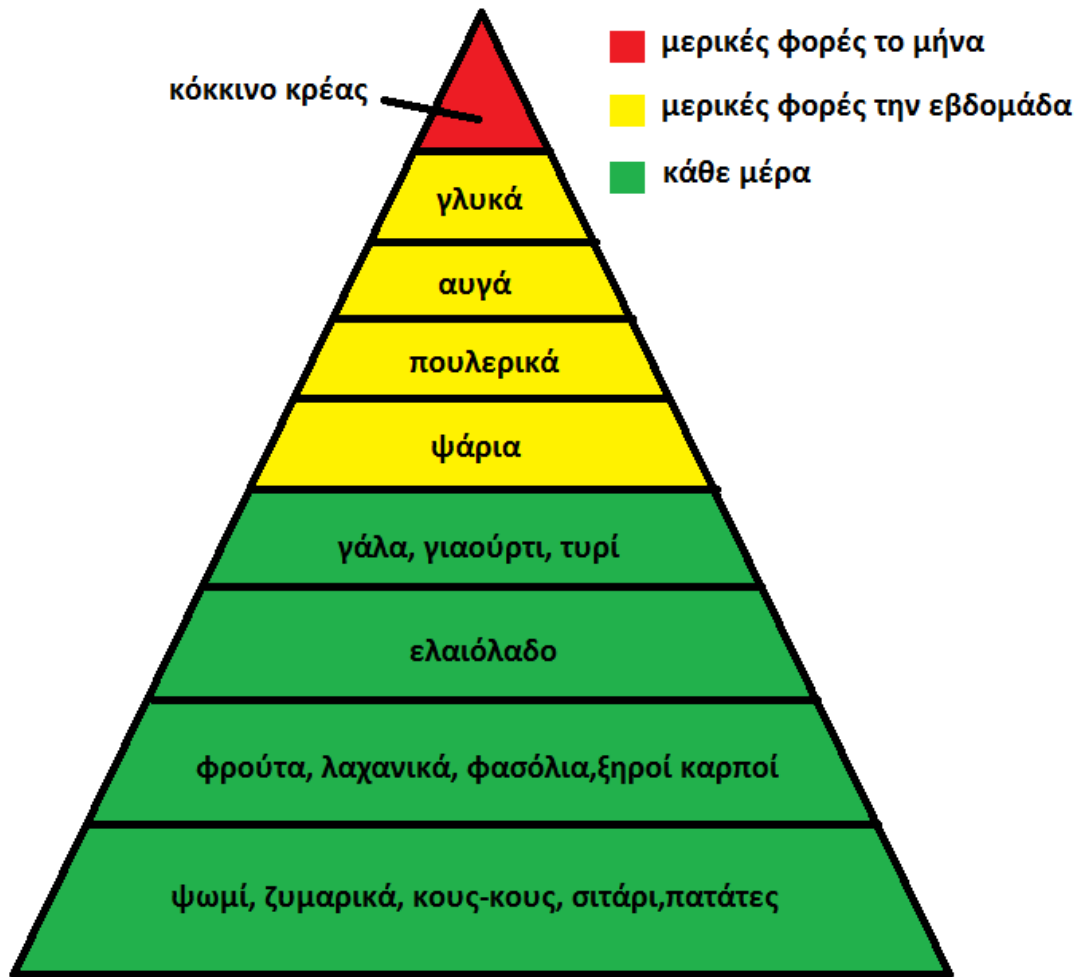 μερικές φορές το μήνα
κόκκινο κρέας
μερικές φορές την εβδομάδα
κάθε μέρα
γλυκά
αυγά
πουλερικά
ψάρια
γάλα, γιαούρτι, τυρί
ελαιόλαδο
φρούτα, λαχανικά, φασόλια,ξηροί καρποί
ψωμί, ζυμαρικά, κους-κους, σιτάρι,πατάτες